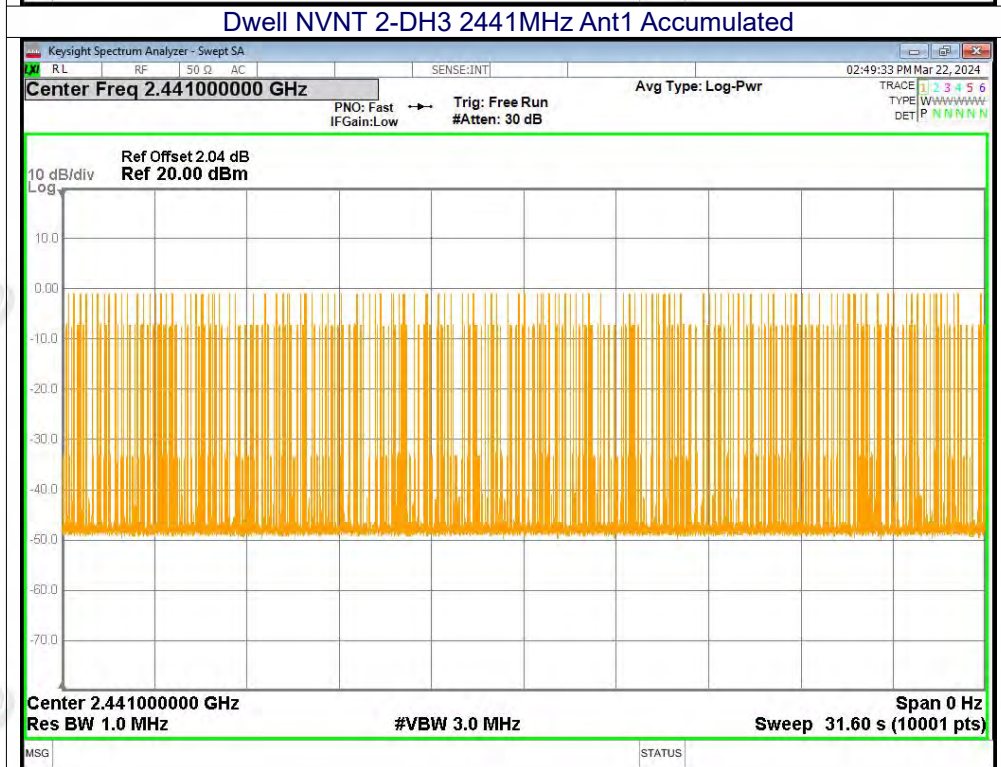 Dwell NVNT 2-DH3 2441MHz Ant1 Accumulated
Keysight Spectrum Analyzer - Swept SA
LXI RL RF 50 Ω AC SENSE:INT 02:49:33 PM Mar 22, 2024
Center Freq 2.441000000 GHz
PNO: Fast
IFGain:Low
Trig: Free Run
#Atten: 30 dB
Avg Type: Log-Pwr
TRACE 1 2 3 4 5 6
TYPE WWWWWW
DET P N N N N N
Ref Offset 2.04 dB
10 dB/div Ref 20.00 dBm
Log
10.0
0.00
-10.0
-20.0
-30.0
-40.0
-50.0
-60.0
-70.0
Center 2.441000000 GHz Span 0 Hz
Res BW 1.0 MHz #VBW 3.0 MHz Sweep 31.60 s (10001 pts)
MSG STATUS